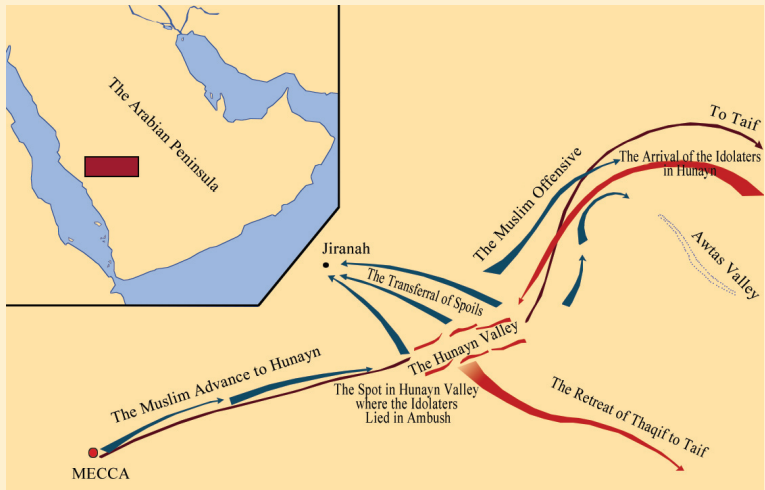 The Arabian Peninsula
To Taif
The Arrival of the Idolaters
in Hunayn
The Muslim Offensive
Awtas Valley
Jiranah
The Transferral of Spoils
The Hunayn Valley
The Muslim Advance to Hunayn
The Spot in Hunayn Valley
where the Idolaters
Lied in Ambush
The Retreat of Thaqif to Taif
MECCA